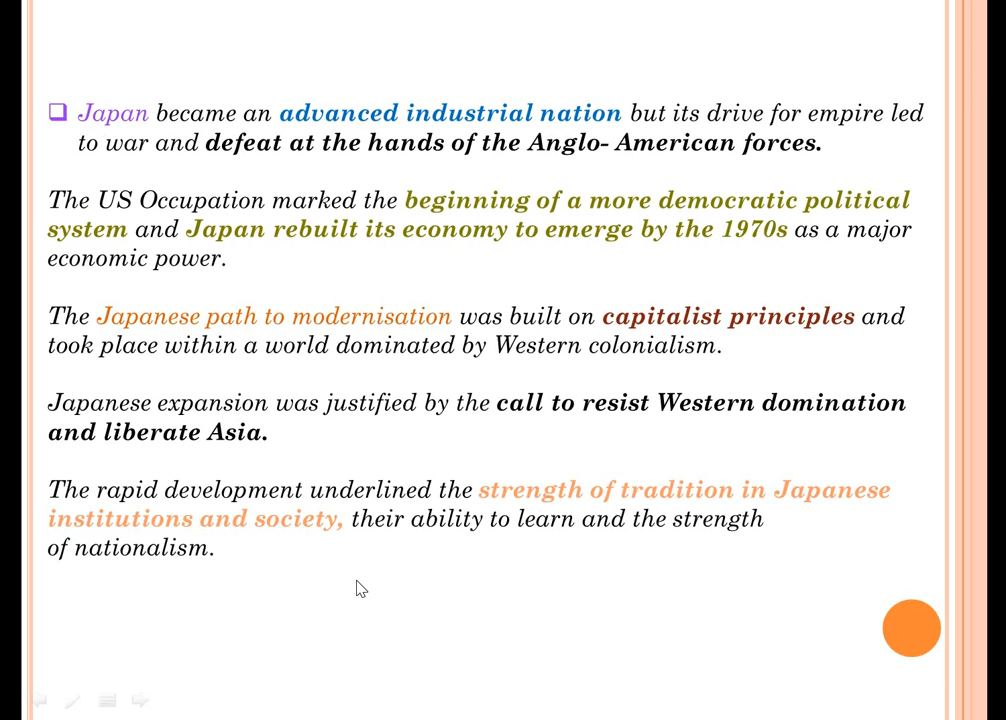 Japan became an advanced industrial nation but its drive for empire led
to war and defeat at the hands of the Anglo- American forces.
The US Occupation marked the beginning of a more democratic political
system and Japan rebuilt its economy to emerge by the 1970s as a major
economic power.
The Japanese path to modernisation was built on capitalist principles and
took place within a world dominated by Western colonialism.
Japanese expansion was justified by the call to resist Western domination
and liberate Asia.
The rapid development underlined the strength of tradition in Japanese
institutions and society, their ability to learn and the strength
of nationalism.